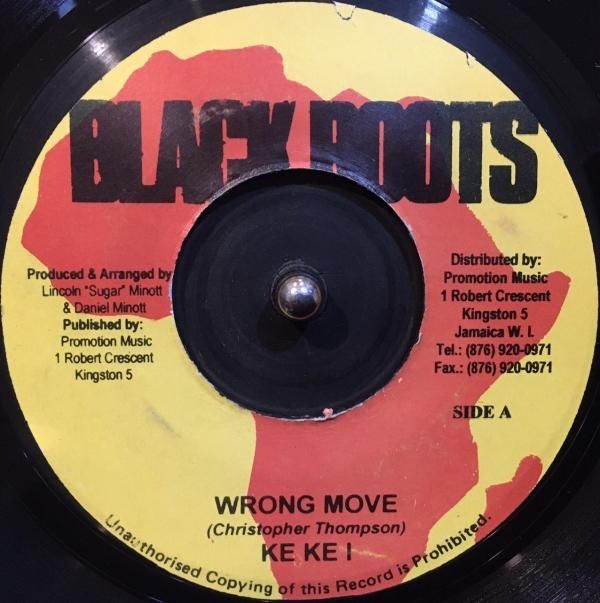 BLACK ROOTS
Produced & Arranged by
Lincoln "Sugar" Minott
& Daniel Minott
Published by:
Promotion Music
1 Robert Crescent
Kingston 5
Distributed by:
Promotion Music
1 Robert Crescent
Kingston 5
Jamaica W. I.
Tel.: (876) 920-0971
Fax.: (876) 920-0971
SIDE A
WRONG MOVE
(Christopher Thompson)
KE KE I
Unauthorised Copying of this Record is Prohibited.